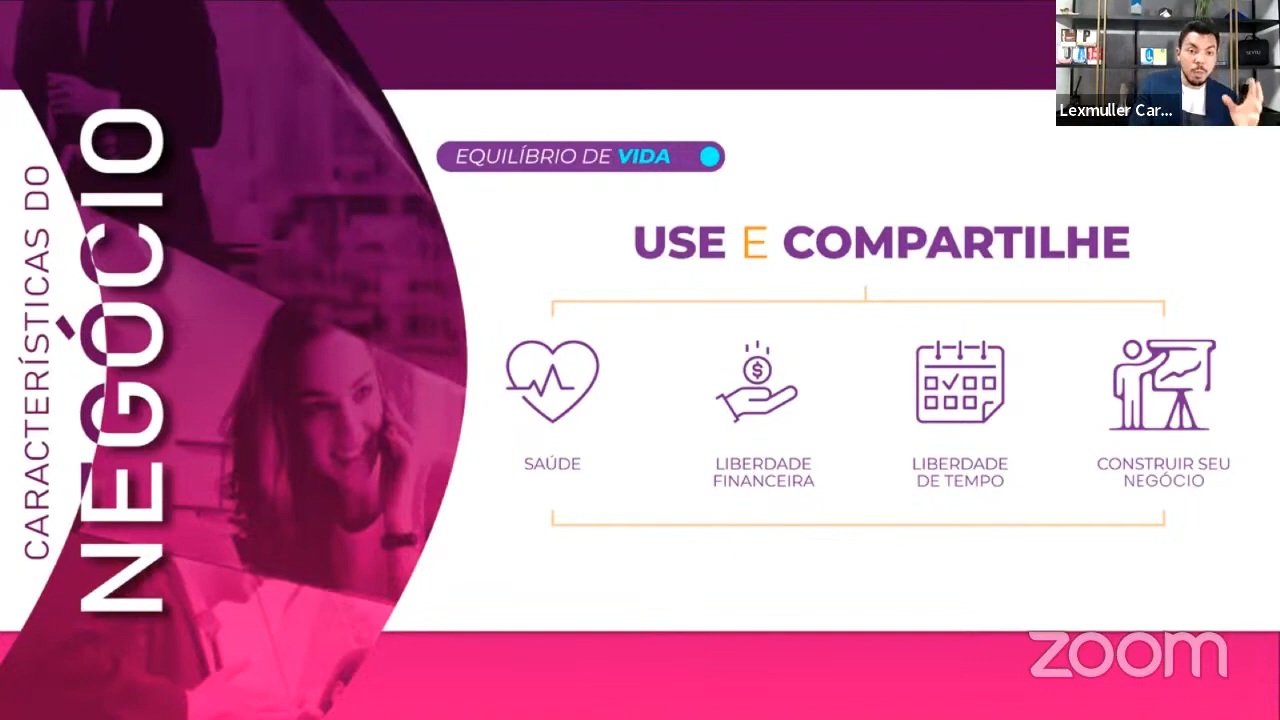 CARACTERÍSTICAS DO
NEGÓCIO
EQUILÍBRIO DE VIDA
USE E COMPARTILHE
SAÚDE
LIBERDADE
FINANCEIRA
LIBERDADE
DE TEMPO
CONSTRUIR SEU
NEGÓCIO
Lexmuller Car...
zoom